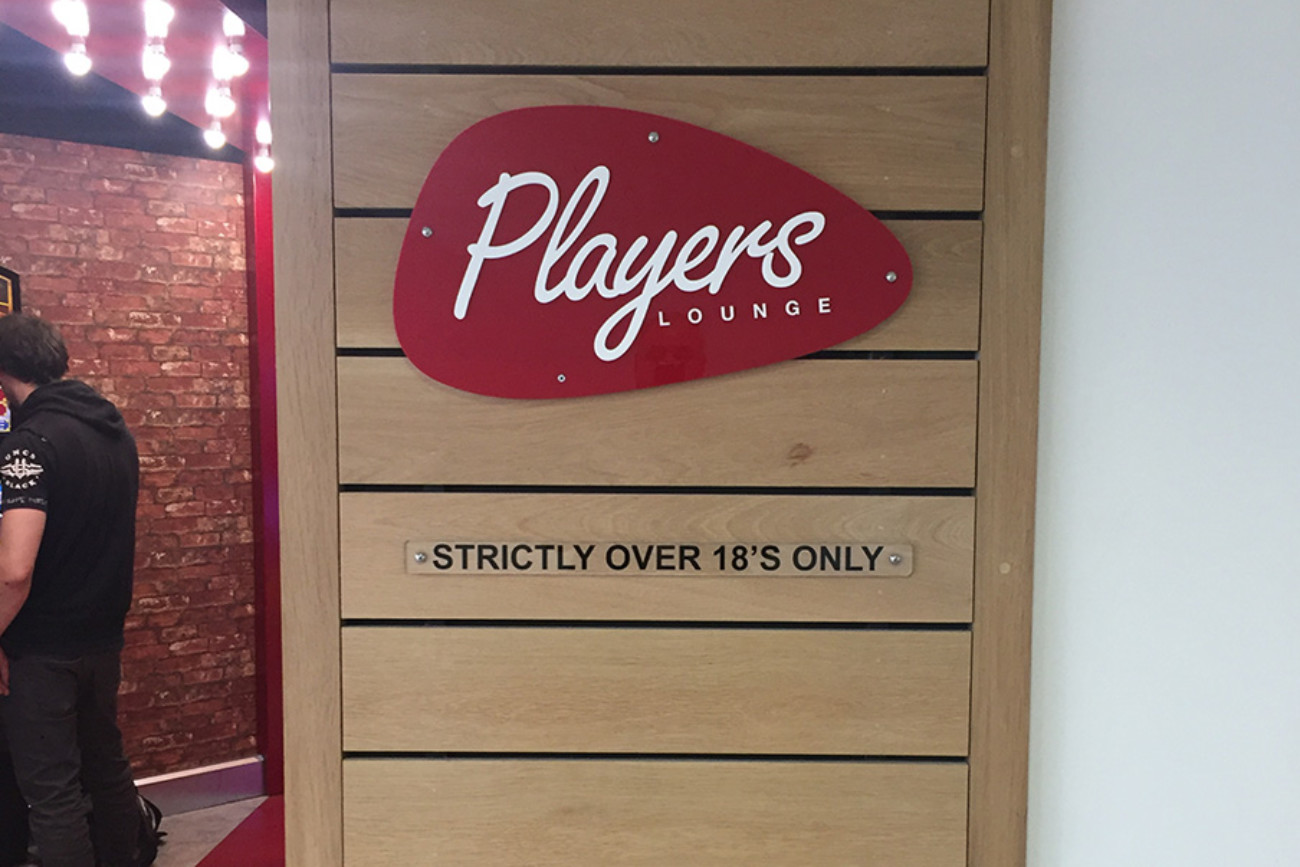 Players
LOUNGE
STRICTLY OVER 18'S ONLY